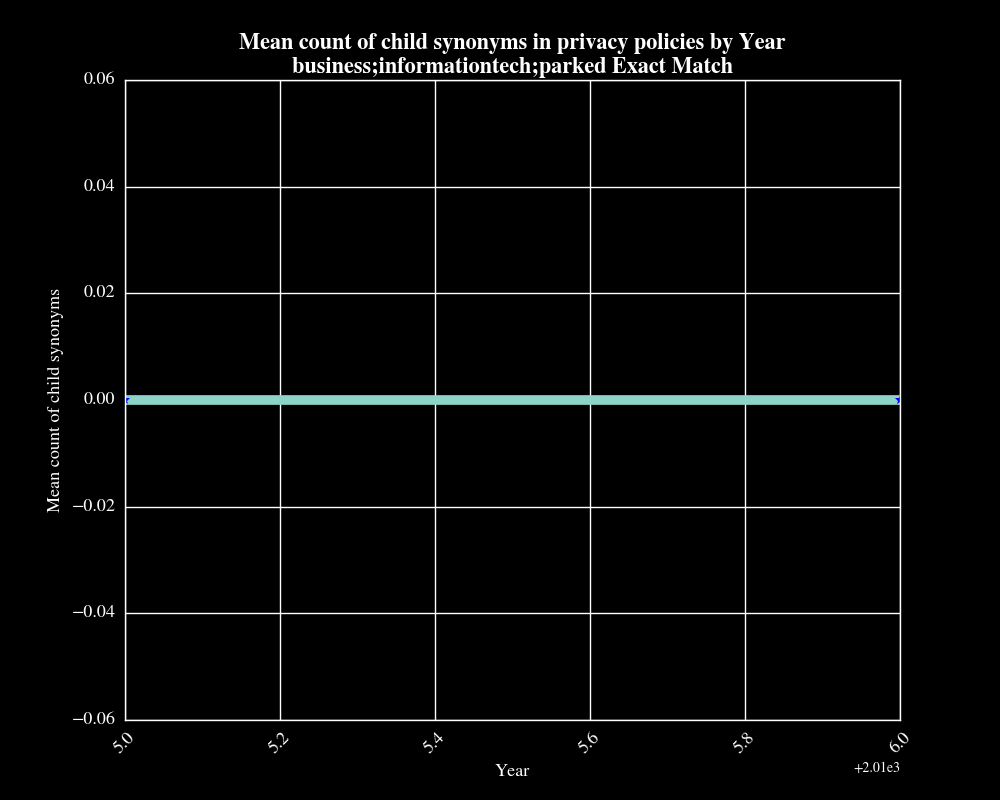 Mean count of child synonyms in privacy policies by Year
business;informationtech;parked Exact Match
0.06
0.04
0.02
0.00
−0.02
−0.04
−0.06
Mean count of child synonyms
5.0
5.2
5.4
5.6
5.8
6.0
Year
+2.01e3